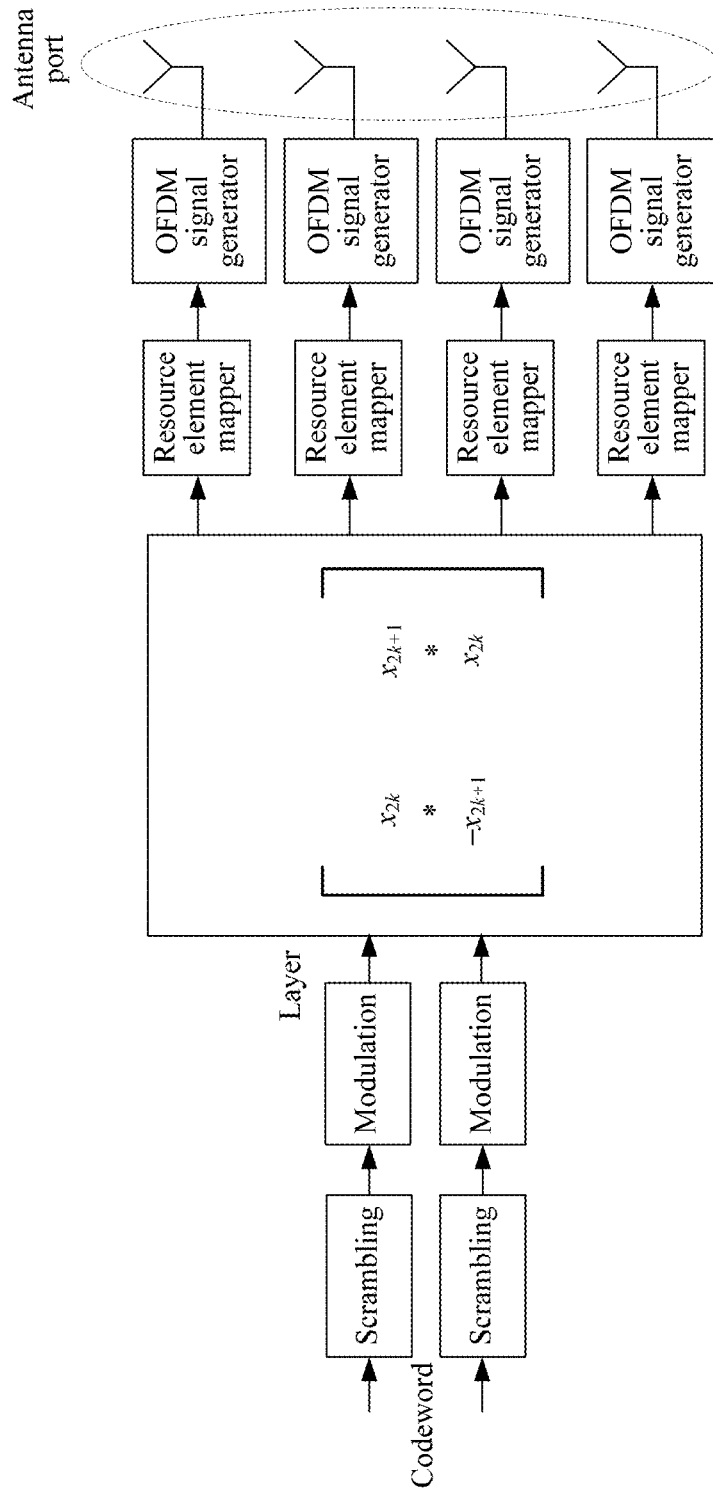 Codeword
Scrambling
Scrambling
Modulation
Modulation
Layer
x2k x2k+1
* *
−x2k+1 x2k
Resource
element
mapper
Resource
element
mapper
Resource
element
mapper
Resource
element
mapper
OFDM
signal
generator
OFDM
signal
generator
OFDM
signal
generator
OFDM
signal
generator
Antenna
port